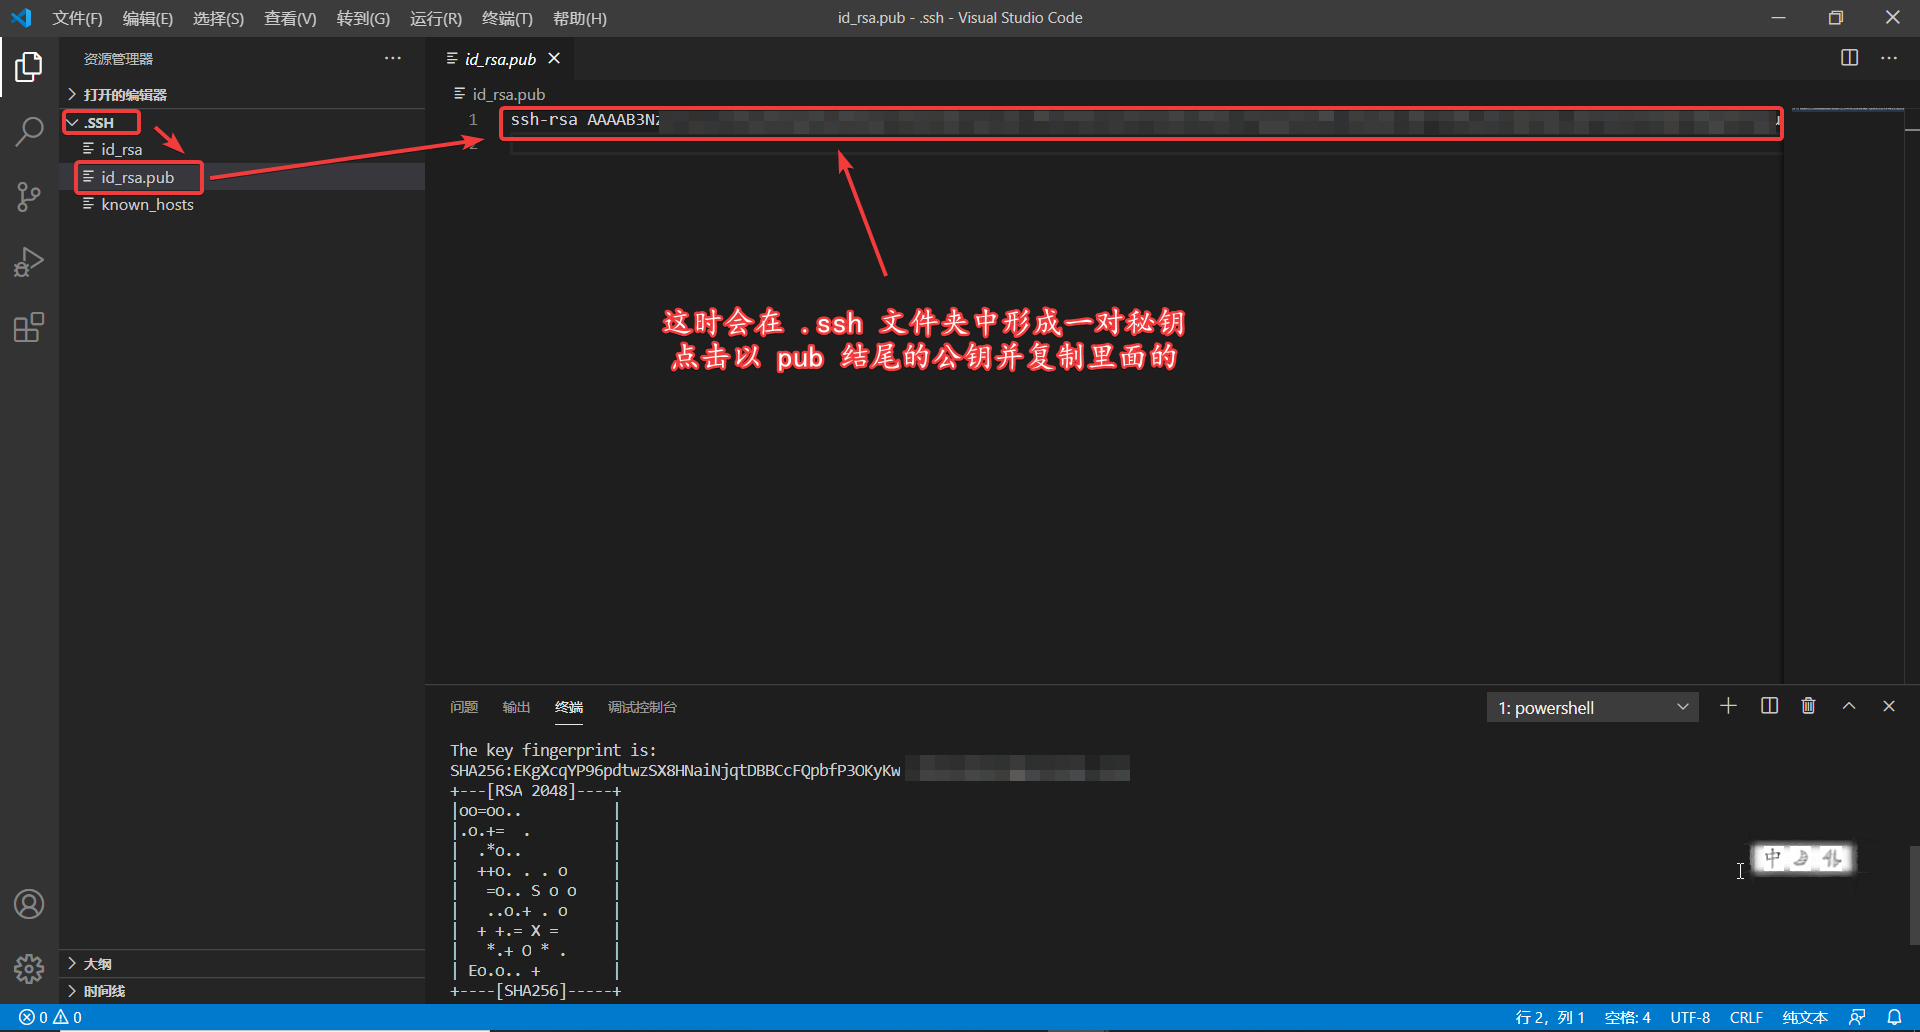 文件(F) 编辑(E) 选择(S) 查看(V) 转到(G) 运行(R) 终端(T) 帮助(H)
id_rsa.pub - .ssh - Visual Studio Code
资源管理器
打开的编辑器
.SSH
id_rsa
id_rsa.pub
known_hosts
大纲
时间线
id_rsa.pub
id_rsa.pub
1 ssh-rsa AAAAB3Nz
2
这时会在 .ssh 文件夹中形成一对秘钥
点击以 pub 结尾的公钥并复制里面的
问题 输出 终端 调试控制台
1: powershell
The key fingerprint is:
SHA256:EKgXcqYP96pdtwzSX8HNaiNjqtDBBCcFQpbfP3OKyKw
+---[RSA 2048]----+
|oo=oo..          |
|.o.+=  .         |
|  .*o..          |
|  ++o. . . o     |
|   =o.. S o o    |
|   ..o.+ . o     |
|  + +.= X =      |
|   *.+ O * .     |
| Eo.o.. +        |
+----[SHA256]-----+
中
0 0
行 2，列 1 空格: 4 UTF-8 CRLF 纯文本